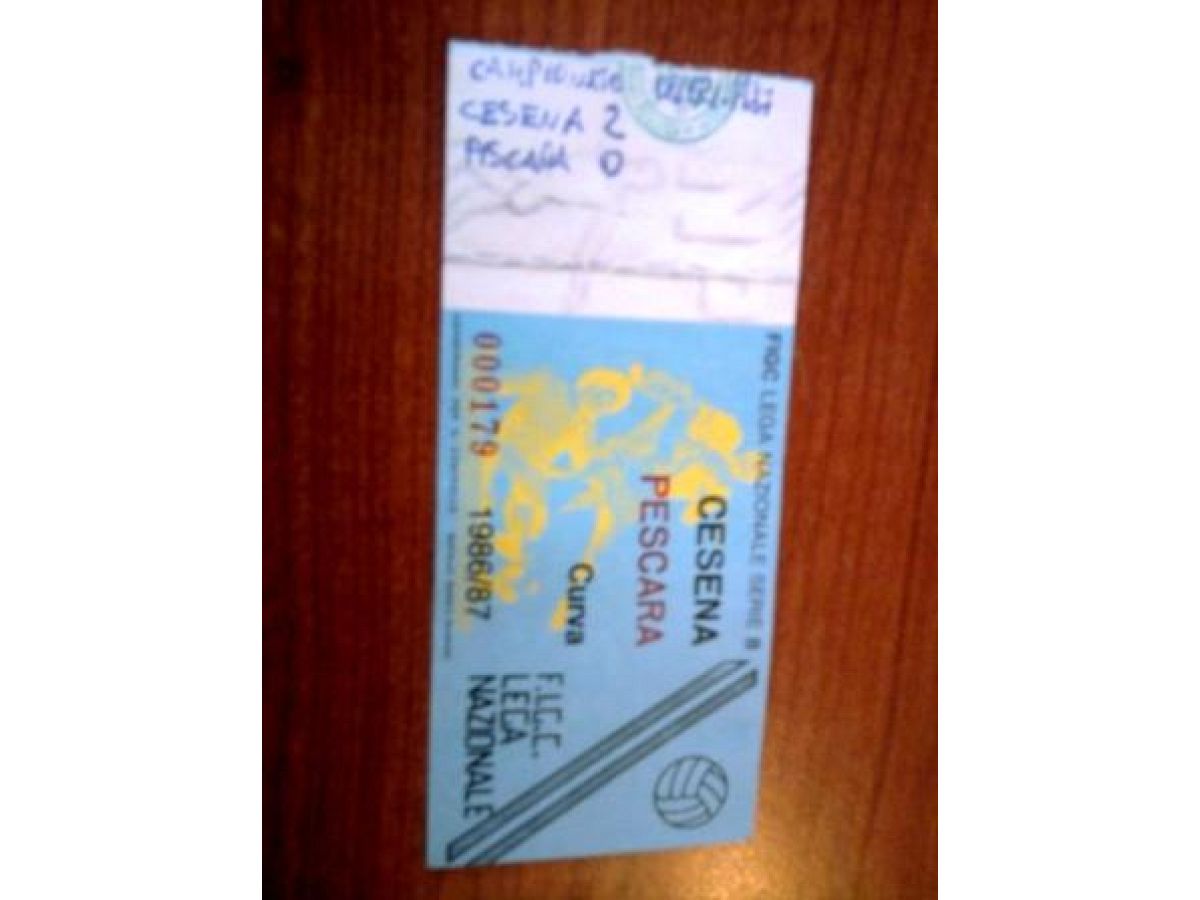 CAMPIONATO
CESENA 2
PESCARA 0
FIGC LEGA NAZIONALE SERIE B
CESENA
PESCARA
Curva
000179 1986/87
F.I.G.C.
LEGA
NAZIONALE